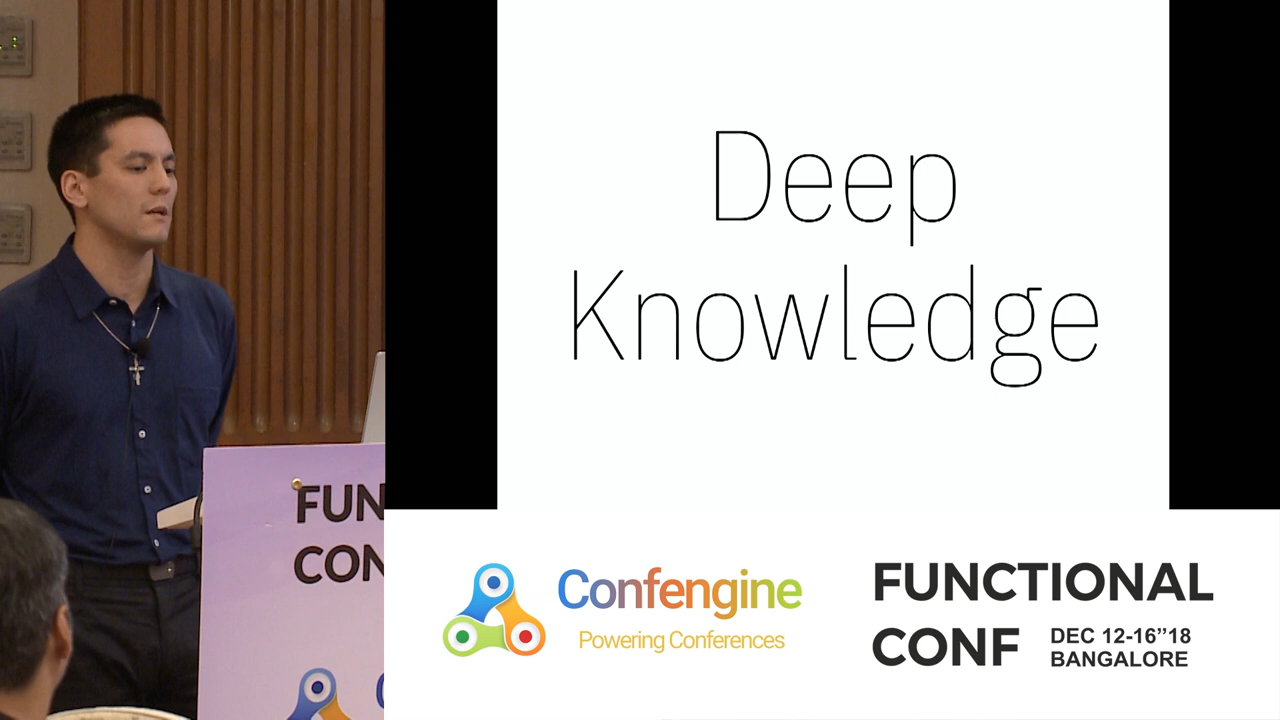 Deep
Knowledge
FUN
CON
Confengine
Powering Conferences
FUNCTIONAL
CONF
DEC 12-16”18
BANGALORE